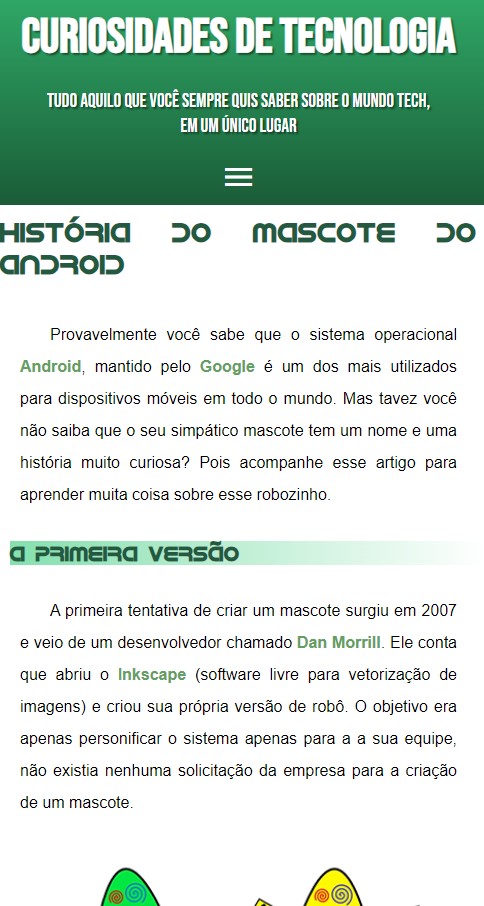 CURIOSIDADES DE TECNOLOGIA
TUDO AQUILO QUE VOCÊ SEMPRE QUIS SABER SOBRE O MUNDO TECH,
EM UM ÚNICO LUGAR
HISTÓRIA DO MASCOTE DO
ANDROID
Provavelmente você sabe que o sistema operacional
Android, mantido pelo Google é um dos mais utilizados
para dispositivos móveis em todo o mundo. Mas tavez você
não saiba que o seu simpático mascote tem um nome e uma
história muito curiosa? Pois acompanhe esse artigo para
aprender muita coisa sobre esse robozinho.
A PRIMEIRA VERSÃO
A primeira tentativa de criar um mascote surgiu em 2007
e veio de um desenvolvedor chamado Dan Morrill. Ele conta
que abriu o Inkscape (software livre para vetorização de
imagens) e criou sua própria versão de robô. O objetivo era
apenas personificar o sistema apenas para a a sua equipe,
não existia nenhuma solicitação da empresa para a criação
de um mascote.